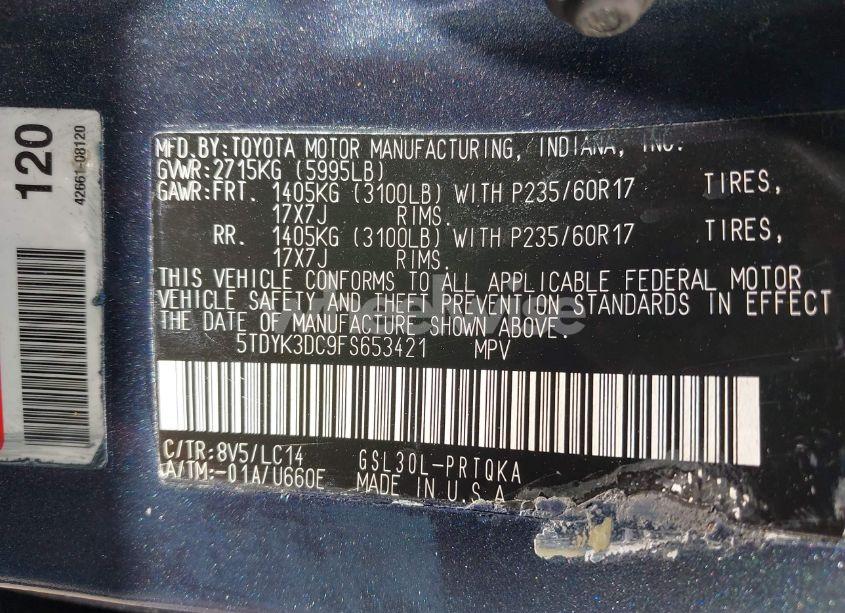 120
42661-08120
MFD.BY:TOYOTA MOTOR MANUFACTURING, INDIANA, INC.
GVWR:2715KG (5995LB)
GAWR:FRT. 1405KG (3100LB) WITH P235/60R17 TIRES,
17X7J RIMS.
RR. 1405KG (3100LB) WITH P235/60R17 TIRES,
17X7J RIMS.
THIS VEHICLE CONFORMS TO ALL APPLICABLE FEDERAL MOTOR
VEHICLE SAFETY AND THEFT PREVENTION STANDARDS IN EFFECT
THE DATE OF MANUFACTURE SHOWN ABOVE.
5TDYK3DC9FS653421 MPV
C/TR:8V5/LC14 GSL30L-PRTQKA
A/TM:-01A/U660E MADE IN U.S.A